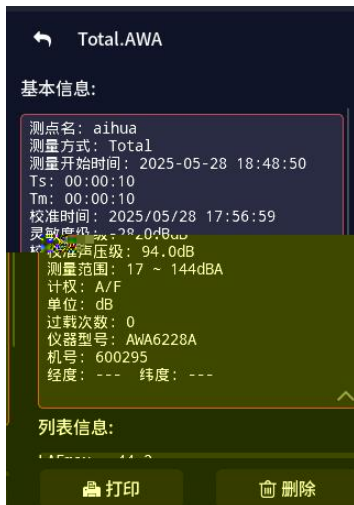 Total.AWA
基本信息:
测点名: aihua
测量方式: Total
测量开始时间: 2025-05-28 18:48:50
Ts: 00:00:10
Tm: 00:00:10
校准时间: 2025/05/28 17:56:59
灵敏度级:
校准声压级: 94.0dB
测量范围: 17 ~ 144dBA
计权: A/F
单位: dB
过载次数: 0
仪器型号: AWA6228A
机号: 600295
经度: --- 纬度: ---
列表信息:
打印
删除